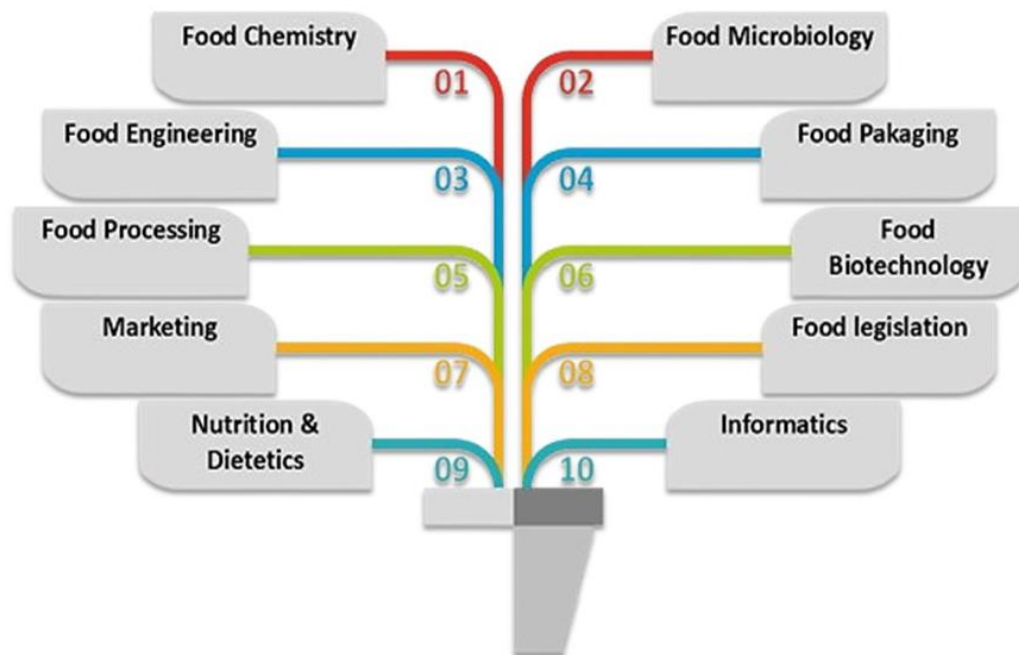 Food Chemistry
01
02
Food Microbiology
Food Engineering
03
04
Food Pakaging
Food Processing
05
06
Food
Biotechnology
Marketing
07
08
Food legislation
Nutrition &
Dietetics
09
10
Informatics